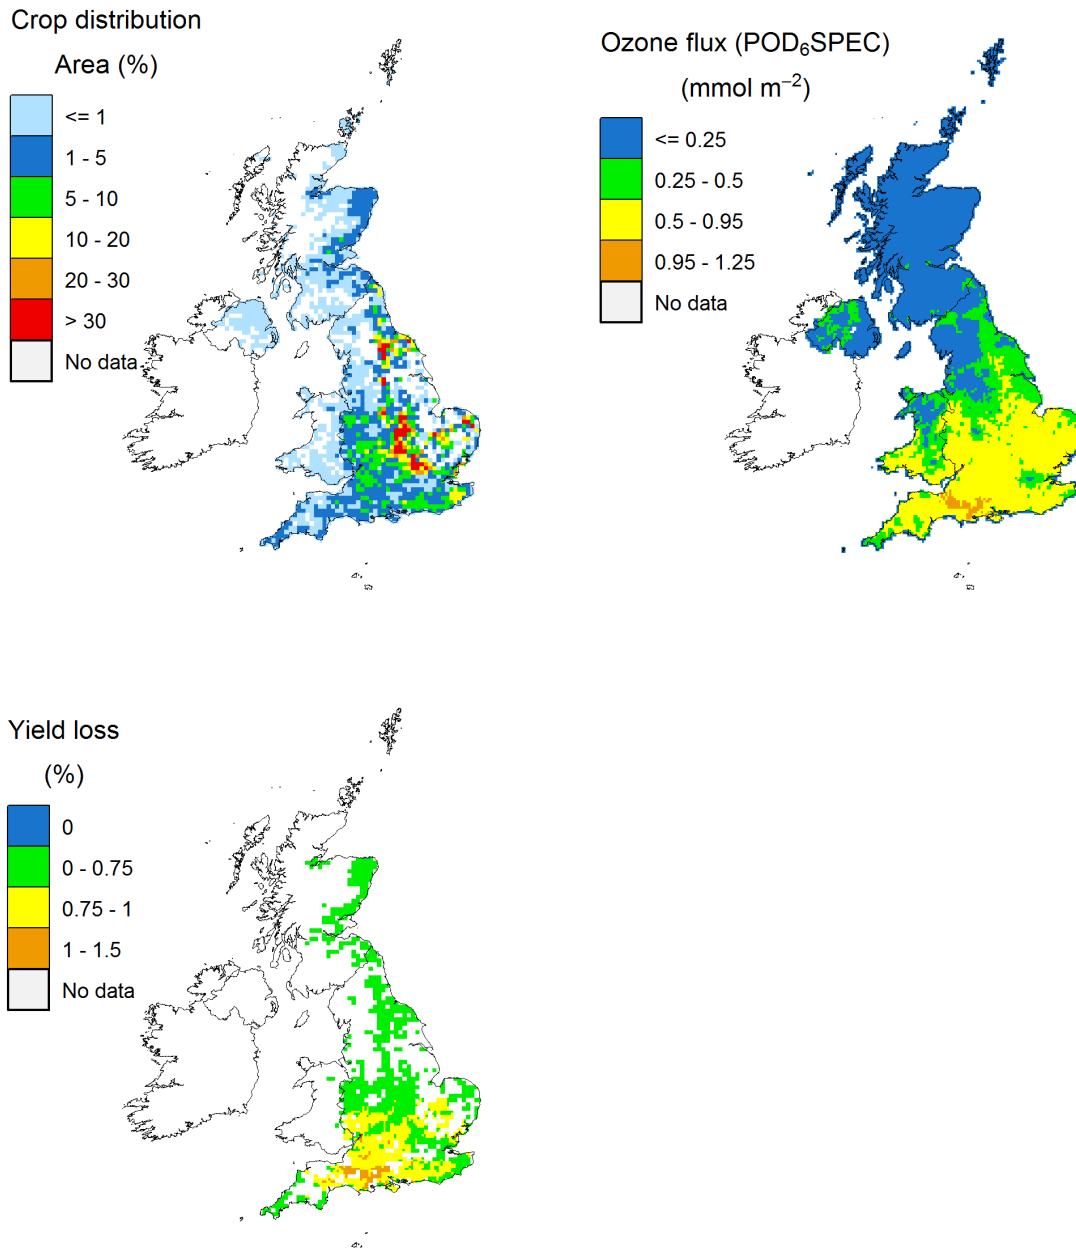 Crop distribution
Area (%)
<= 1
1 - 5
5 - 10
10 - 20
20 - 30
> 30
No data
Ozone flux (POD₆SPEC)
(mmol m⁻²)
<= 0.25
0.25 - 0.5
0.5 - 0.95
0.95 - 1.25
No data
Yield loss
(%)
0
0 - 0.75
0.75 - 1
1 - 1.5
No data